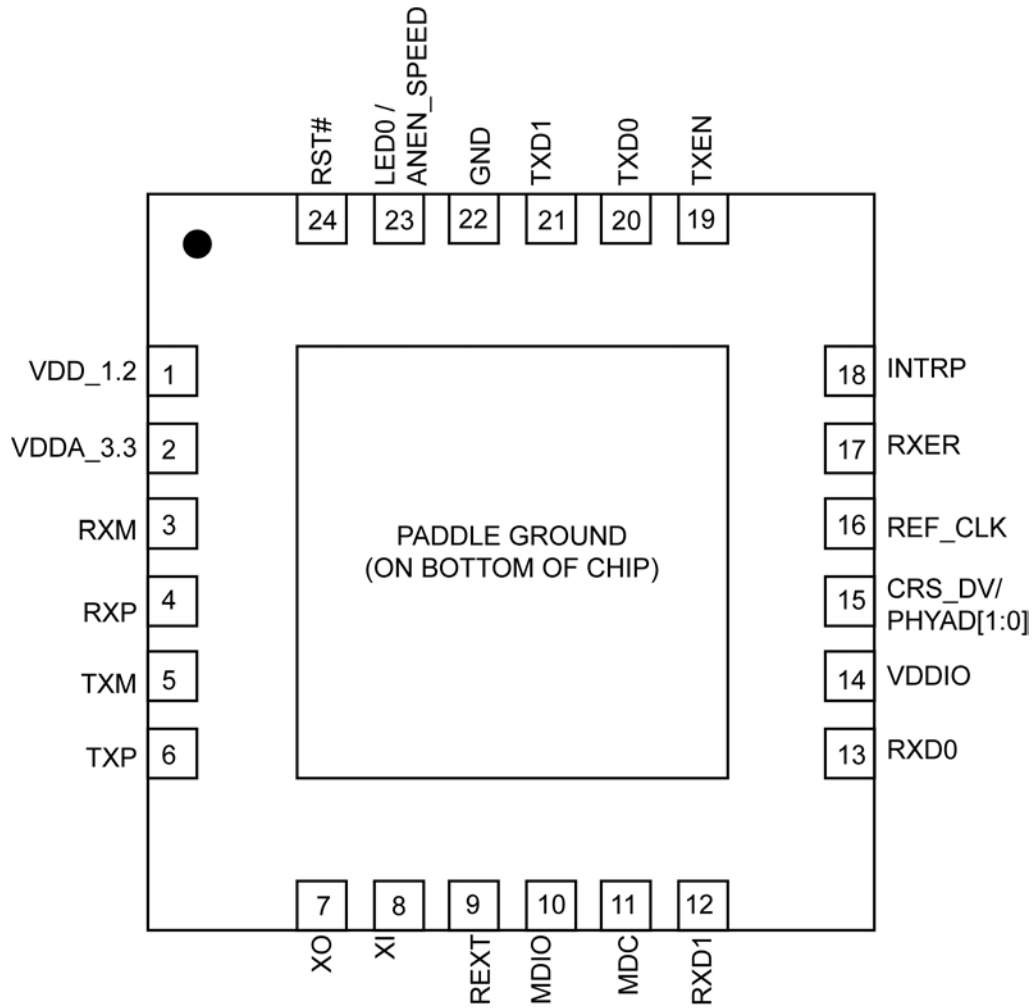 RST#
LED0 /
ANEN_SPEED
GND
TXD1
TXD0
TXEN
24
23
22
21
20
19
VDD_1.2
1
VDDA_3.3
2
RXM
3
RXP
4
TXM
5
TXP
6
PADDLE GROUND
(ON BOTTOM OF CHIP)
18
INTRP
17
RXER
16
REF_CLK
15
CRS_DV/
PHYAD[1:0]
14
VDDIO
13
RXD0
7
8
9
10
11
12
XO
XI
REXT
MDIO
MDC
RXD1